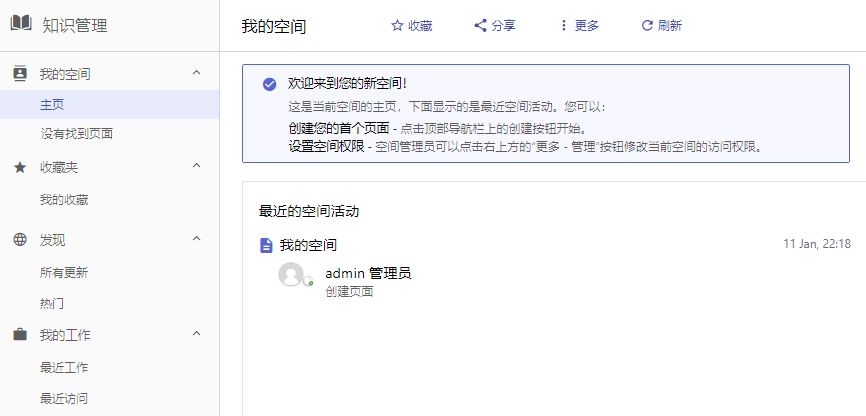 知识管理
我的空间
主页
没有找到页面
收藏夹
我的收藏
发现
所有更新
热门
我的工作
最近工作
最近访问
我的空间 收藏 分享 更多 刷新
欢迎来到您的新空间!
这是当前空间的主页，下面显示的是最近空间活动。您可以:
创建您的首个页面 - 点击顶部导航栏上的创建按钮开始。
设置空间权限 - 空间管理员可以点击右上方的"更多 - 管理"按钮修改当前空间的访问权限。
最近的空间活动
我的空间 11 Jan, 22:18
admin 管理员
创建页面